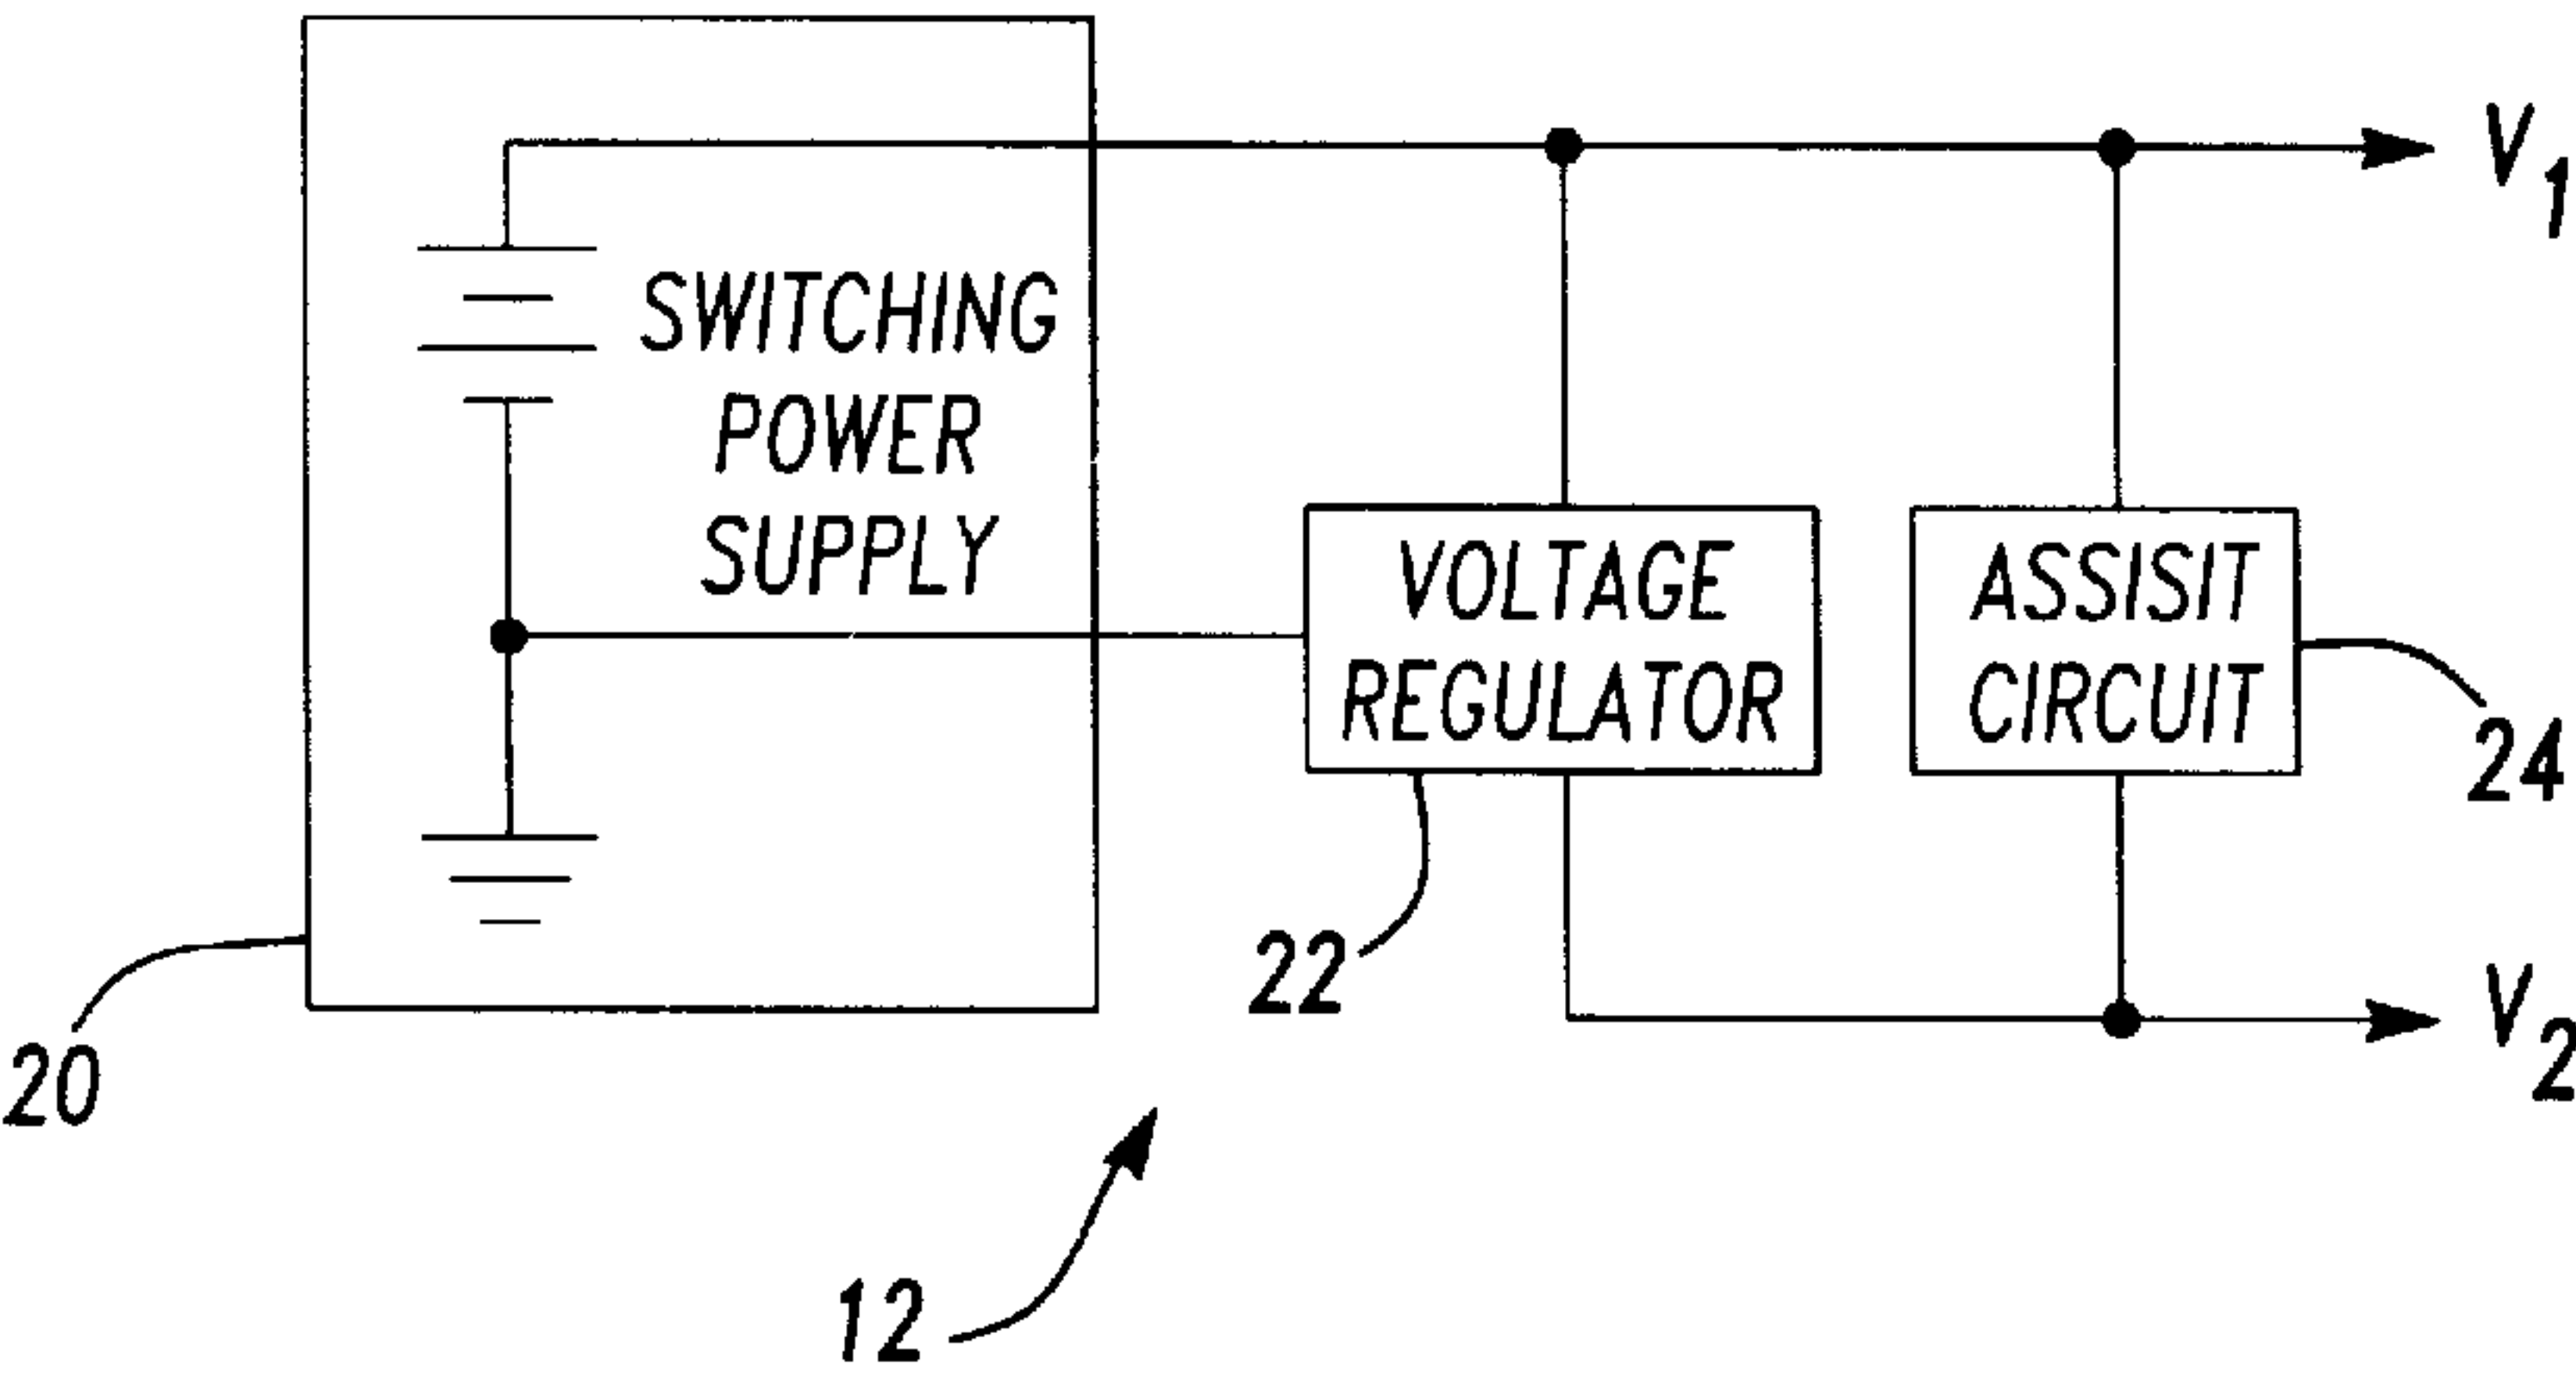 V1
SWITCHING
POWER
SUPPLY
VOLTAGE
REGULATOR
ASSISIT
CIRCUIT
24
22
V2
20
12